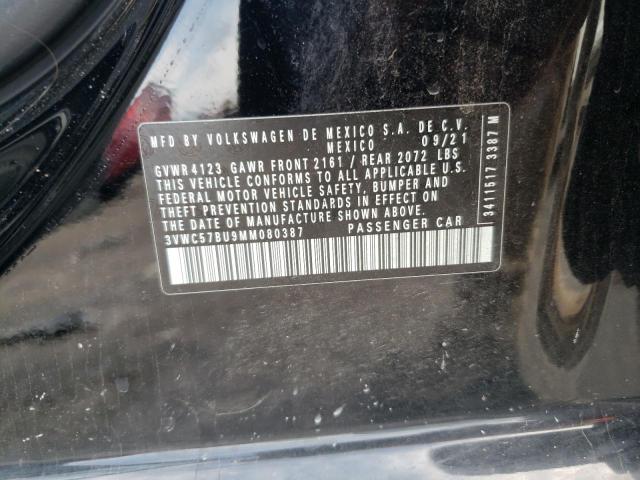 MFD BY VOLKSWAGEN DE MEXICO S.A. DE C.V.
MEXICO 09/21
GVWR 4123 GAWR FRONT 2161 / REAR 2072 LBS
THIS VEHICLE CONFORMS TO ALL APPLICABLE U.S.
FEDERAL MOTOR VEHICLE SAFETY, BUMPER AND
THEFT PREVENTION STANDARDS IN EFFECT ON
THE DATE OF MANUFACTURE SHOWN ABOVE.
3VWC57BU9MM080387 PASSENGER CAR
3411517 3387 M